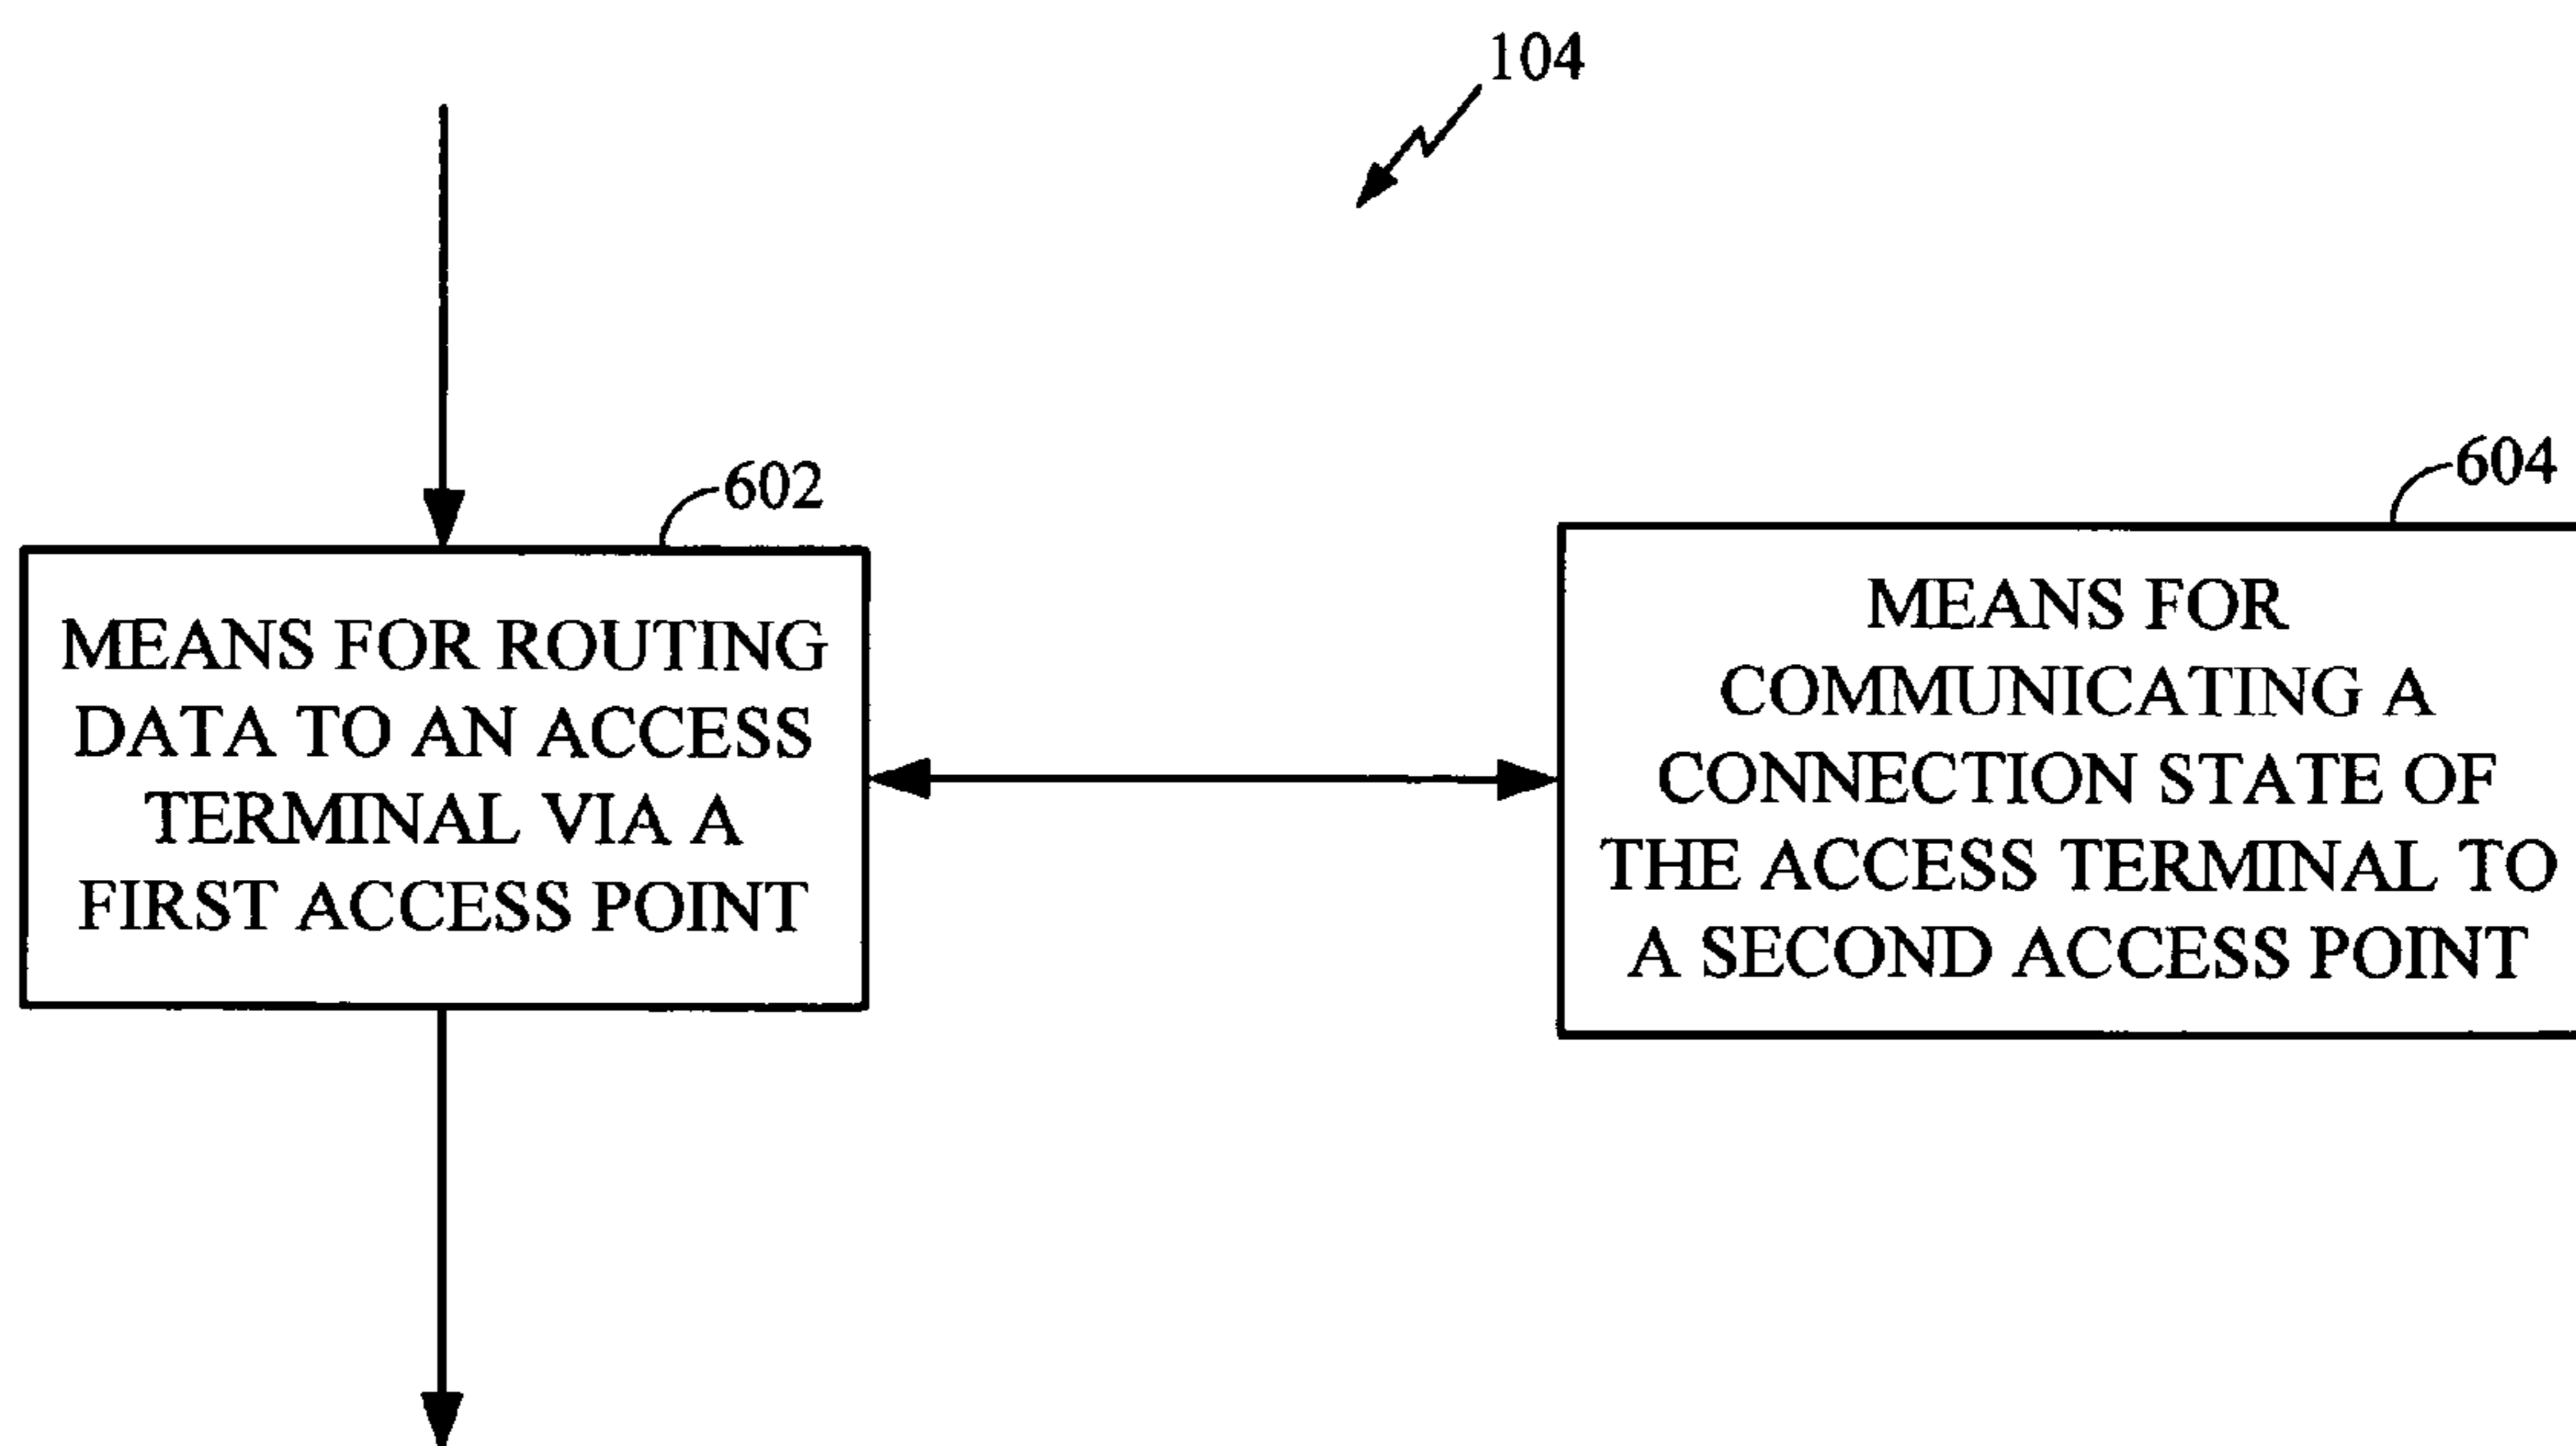 104
602
MEANS FOR ROUTING
DATA TO AN ACCESS
TERMINAL VIA A
FIRST ACCESS POINT
604
MEANS FOR
COMMUNICATING A
CONNECTION STATE OF
THE ACCESS TERMINAL TO
A SECOND ACCESS POINT